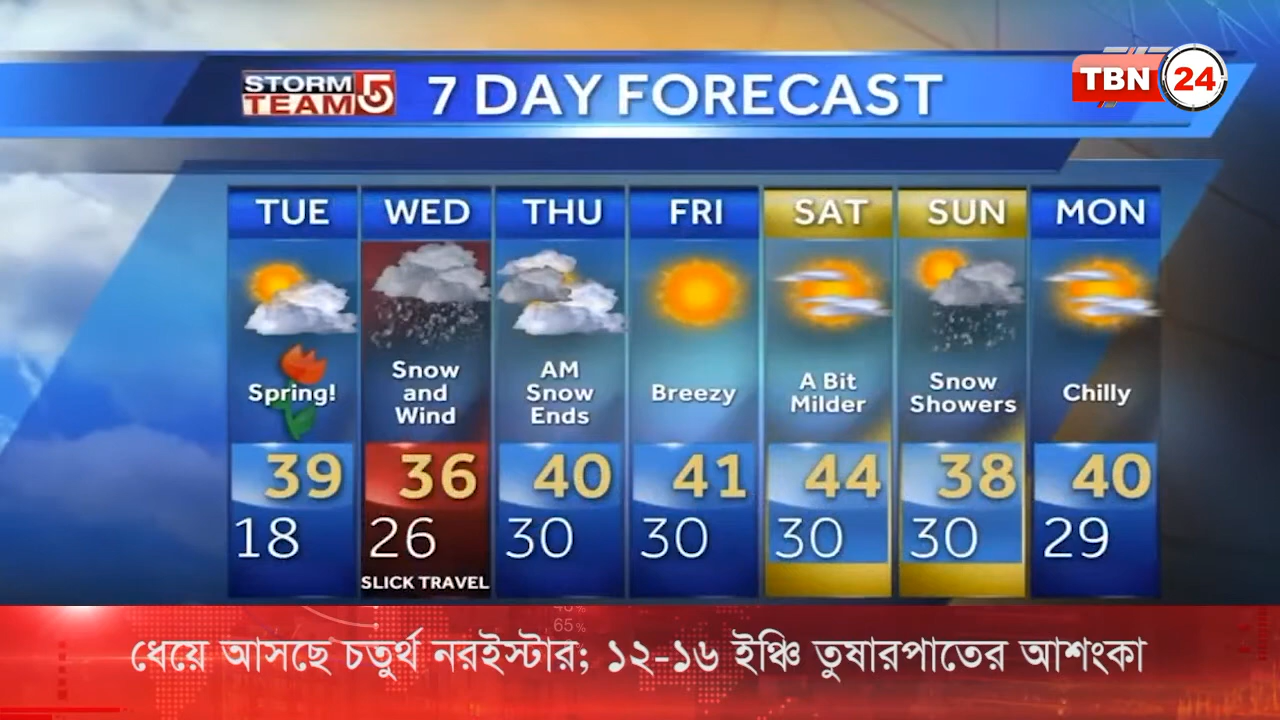 STORM TEAM 5
7 DAY FORECAST
TBN 24
TUE
WED
THU
FRI
SAT
SUN
MON
Spring!
Snow
and
Wind
AM
Snow
Ends
Breezy
A Bit
Milder
Snow
Showers
Chilly
39
36
40
41
44
38
40
18
26
30
30
30
30
29
SLICK TRAVEL
65%
ধেয়ে আসছে চতুর্থ নরইস্টার; ১২-১৬ ইঞ্চি তুষারপাতের আশংকা